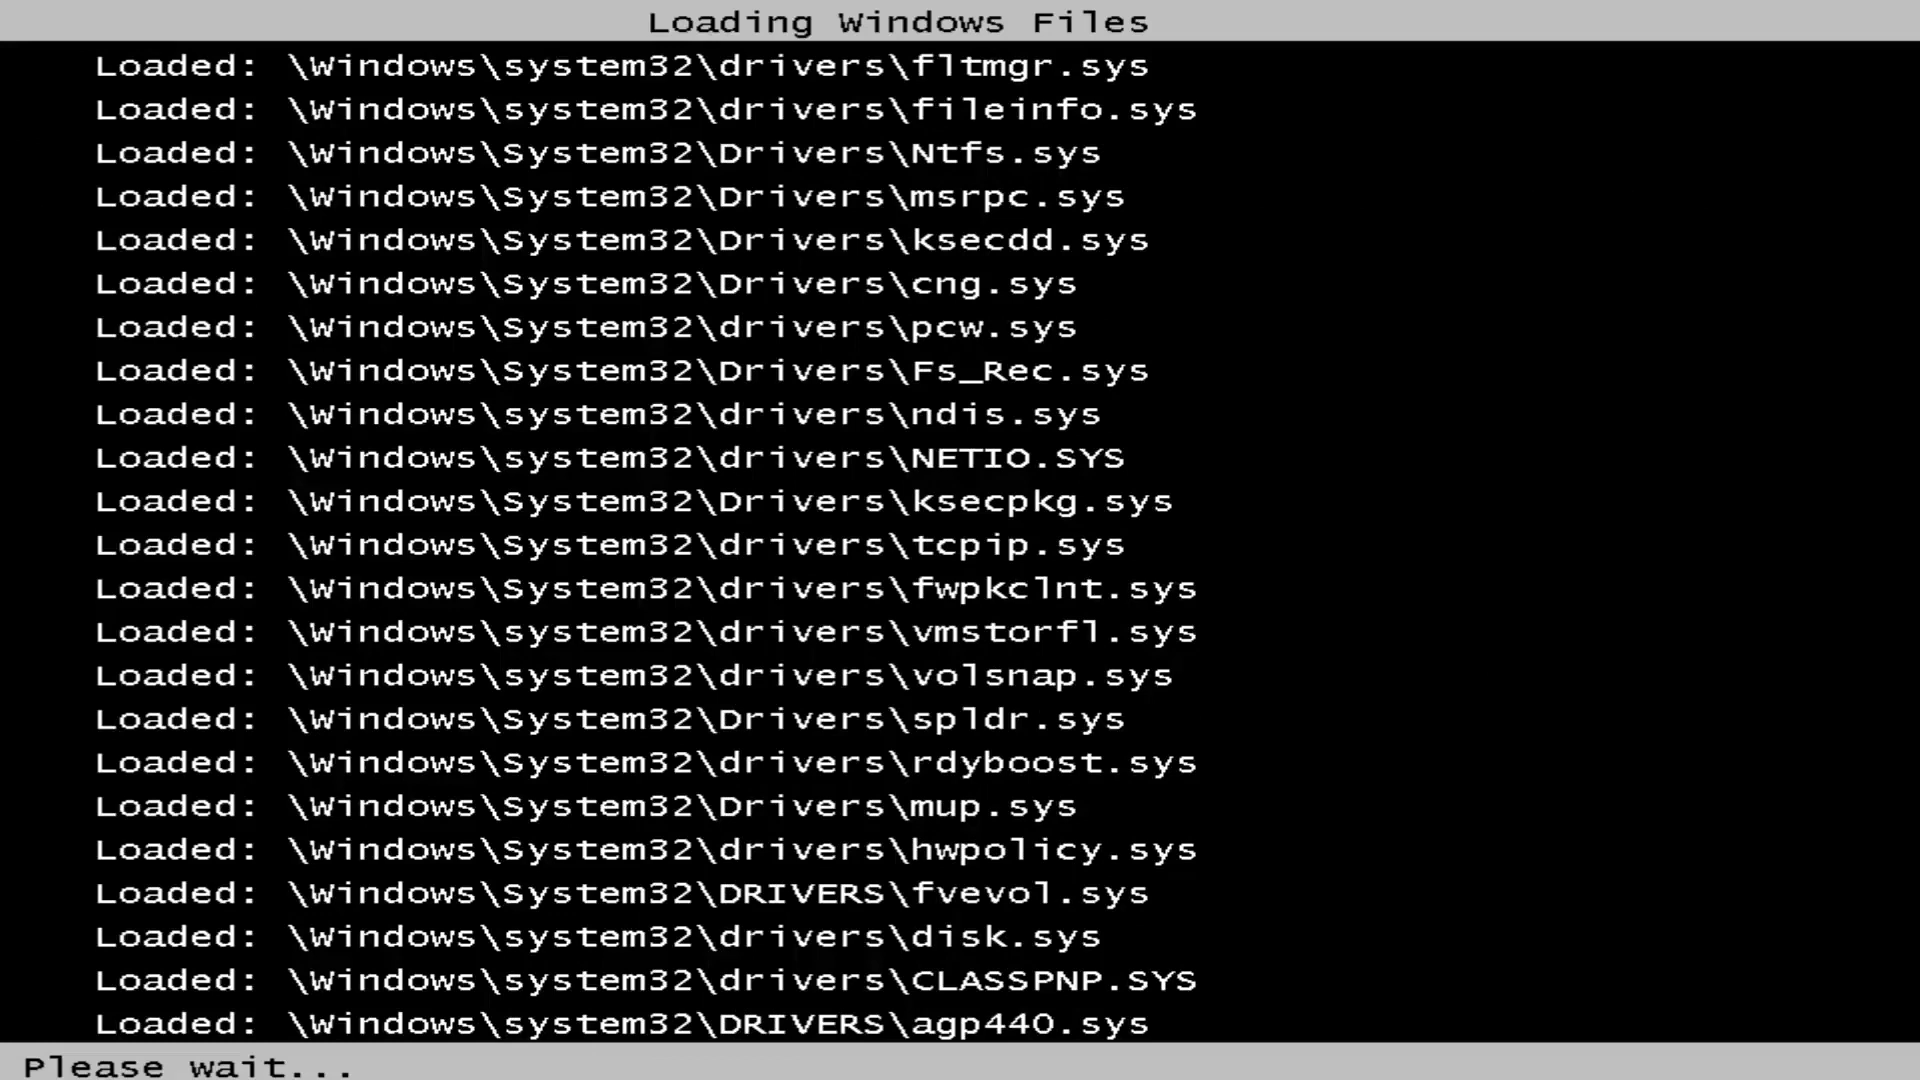 Loading Windows Files
Loaded: \Windows\system32\drivers\fltmgr.sys
Loaded: \Windows\system32\drivers\fileinfo.sys
Loaded: \Windows\System32\Drivers\Ntfs.sys
Loaded: \Windows\System32\Drivers\msrpc.sys
Loaded: \Windows\System32\Drivers\ksecdd.sys
Loaded: \Windows\System32\Drivers\cng.sys
Loaded: \Windows\System32\drivers\pcw.sys
Loaded: \Windows\System32\Drivers\Fs_Rec.sys
Loaded: \Windows\system32\drivers\ndis.sys
Loaded: \Windows\system32\drivers\NETIO.SYS
Loaded: \Windows\System32\Drivers\ksecpkg.sys
Loaded: \Windows\System32\drivers\tcpip.sys
Loaded: \Windows\System32\drivers\fwpkclnt.sys
Loaded: \Windows\system32\drivers\vmstorfl.sys
Loaded: \Windows\system32\drivers\volsnap.sys
Loaded: \Windows\System32\Drivers\spldr.sys
Loaded: \Windows\System32\drivers\rdyboost.sys
Loaded: \Windows\System32\Drivers\mup.sys
Loaded: \Windows\System32\drivers\hwpolicy.sys
Loaded: \Windows\System32\DRIVERS\fvevol.sys
Loaded: \Windows\system32\drivers\disk.sys
Loaded: \Windows\system32\drivers\CLASSPNP.SYS
Loaded: \Windows\system32\DRIVERS\agp440.sys
Please wait...